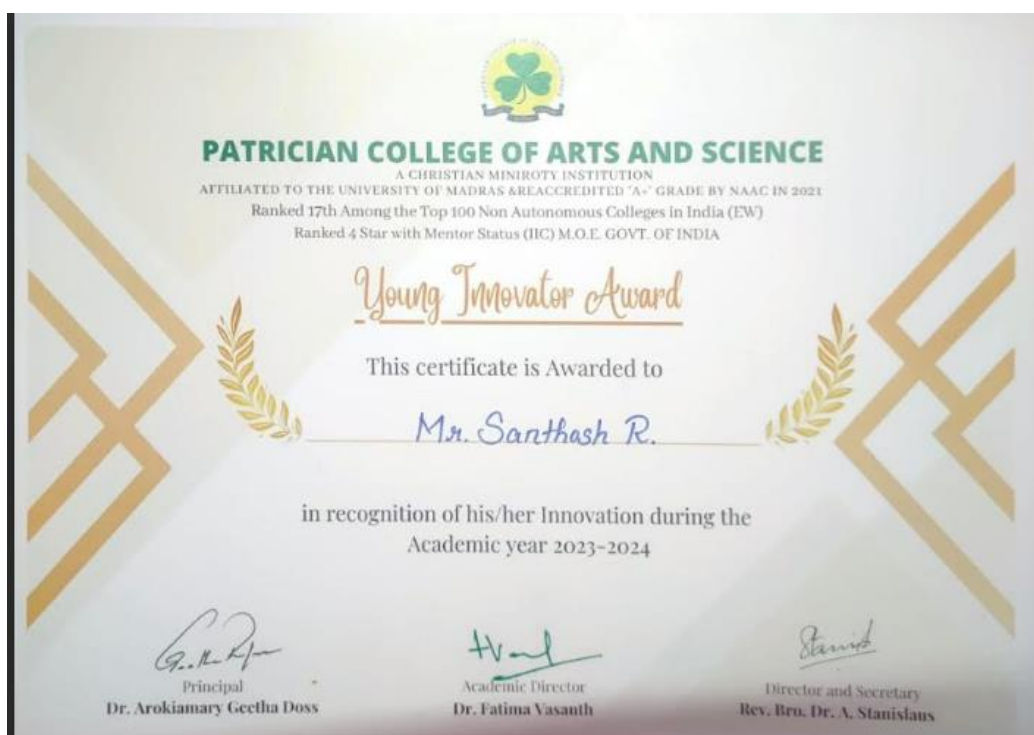 PATRICIAN COLLEGE OF ARTS AND SCIENCE
A CHRISTIAN MINIROTY INSTITUTION
AFFILIATED TO THE UNIVERSITY OF MADRAS &REACCREDITED 'A+' GRADE BY NAAC IN 2021
Ranked 17th Among the Top 100 Non Autonomous Colleges in India (EW)
Ranked 4 Star with Mentor Status (IIC) M.O.E. GOVT. OF INDIA
Young Innovator Award
This certificate is Awarded to
Mr. Santhosh R.
in recognition of his/her Innovation during the
Academic year 2023-2024
Principal
Dr. Arokiamary Geetha Doss
Academic Director
Dr. Fatima Vasanth
Director and Secretary
Rev. Bro. Dr. A. Stanislaus